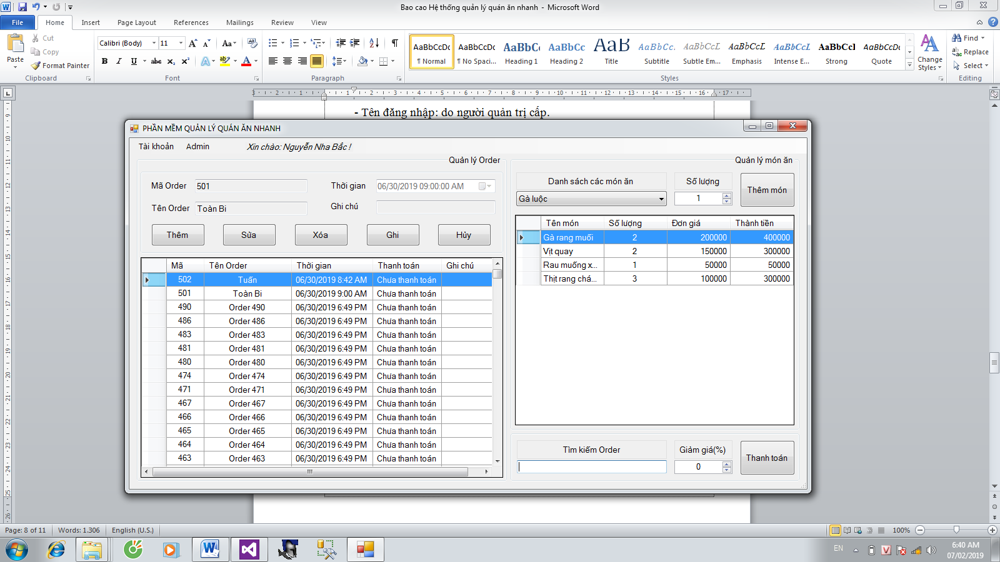 Bao cao Hệ thống quản lý quán ăn nhanh - Microsoft Word
File Home Insert Page Layout References Mailings Review View
Paste
Cut
Copy
Format Painter
Clipboard
Calibri (Body) 11
B I U abc x₂ x²
Font
Paragraph
AaBbCcDc AaBbCcDc AaBbCc AaBbCc AaB AaBbCcL AaBbCcL AaBbCcL AaBbCcL AaBbCcI AaBbCcDc
¶ Normal ¶ No Spaci... Heading 1 Heading 2 Title Subtitle Subtle Em... Emphasis Intense E... Strong Quote
Styles
Change Styles
Find
Replace
Select
Editing
- Tên đăng nhập: do người quản trị cấp.
PHẦN MỀM QUẢN LÝ QUÁN ĂN NHANH
Tài khoản Admin Xin chào: Nguyễn Nha Bắc !
Quản lý Order
Mã Order 501 Thời gian 06/30/2019 09:00:00 AM
Tên Order Toàn Bi Ghi chú
Thêm Sửa Xóa Ghi Hủy
Mã Tên Order Thời gian Thanh toán Ghi chú
502 Tuấn 06/30/2019 8:42 AM Chưa thanh toán
501 Toàn Bi 06/30/2019 9:00 AM Chưa thanh toán
490 Order 490 06/30/2019 6:49 PM Chưa thanh toán
486 Order 486 06/30/2019 6:49 PM Chưa thanh toán
483 Order 483 06/30/2019 6:49 PM Chưa thanh toán
481 Order 481 06/30/2019 6:49 PM Chưa thanh toán
480 Order 480 06/30/2019 6:49 PM Chưa thanh toán
474 Order 474 06/30/2019 6:49 PM Chưa thanh toán
471 Order 471 06/30/2019 6:49 PM Chưa thanh toán
467 Order 467 06/30/2019 6:49 PM Chưa thanh toán
466 Order 466 06/30/2019 6:49 PM Chưa thanh toán
465 Order 465 06/30/2019 6:49 PM Chưa thanh toán
464 Order 464 06/30/2019 6:49 PM Chưa thanh toán
463 Order 463 06/30/2019 6:49 PM Chưa thanh toán
Quản lý món ăn
Danh sách các món ăn Số lượng
Gà luộc 1 Thêm món
Tên món Số lượng Đơn giá Thành tiền
Gà rang muối 2 200000 400000
Vịt quay 2 150000 300000
Rau muống x... 1 50000 50000
Thịt rang chá... 3 100000 300000
Tìm kiếm Order Giảm giá(%)
0 Thanh toán
Page: 8 of 11 Words: 1.306 English (U.S.) 100%
EN 6:40 AM
07/02/2019